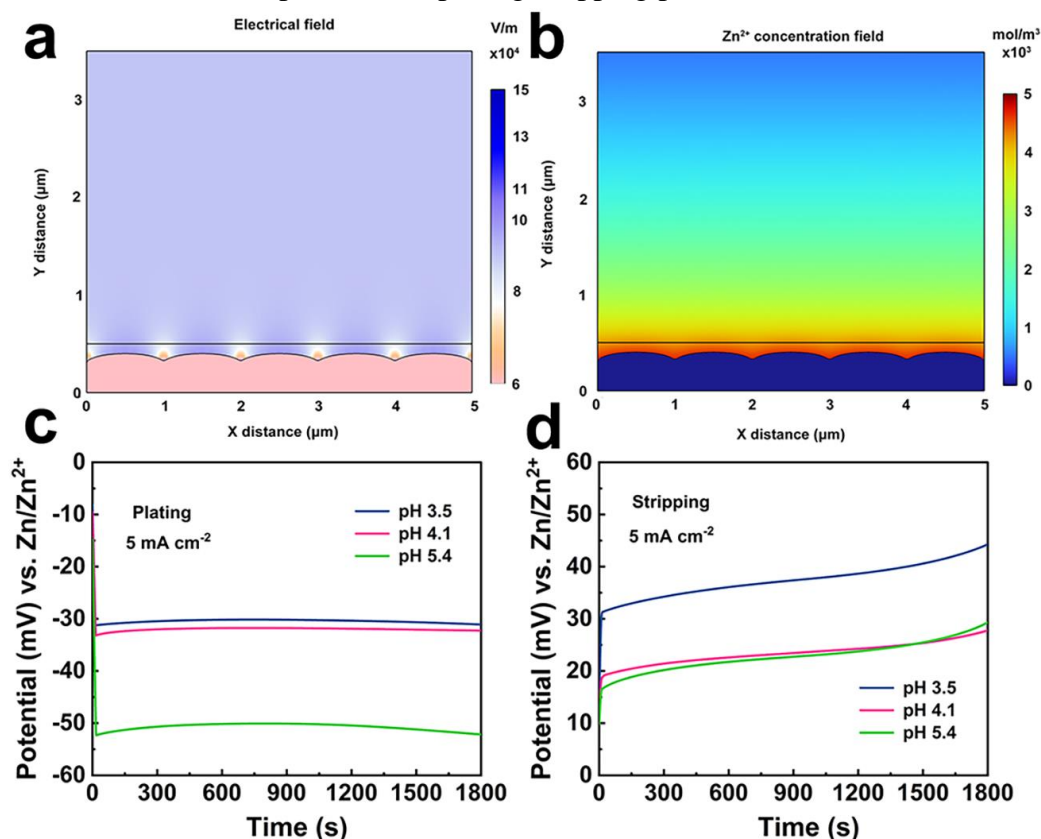 a
Electrical field
V/m
x10⁴
15
13
11
10
8
6
Y distance (μm)
3
2
1
0
0 1 2 3 4 5
X distance (μm)
b
Zn²⁺ concentration field
mol/m³
x10³
5
4
3
2
1
0
Y distance (μm)
3
2
1
0
0 1 2 3 4 5
X distance (μm)
c
Potential (mV) vs. Zn/Zn²⁺
0
-10
-20
-30
-40
-50
-60
Plating
5 mA cm⁻²
pH 3.5
pH 4.1
pH 5.4
0 300 600 900 1200 1500 1800
Time (s)
d
Potential (mV) vs. Zn/Zn²⁺
60
50
40
30
20
10
0
Stripping
5 mA cm⁻²
pH 3.5
pH 4.1
pH 5.4
0 300 600 900 1200 1500 1800
Time (s)